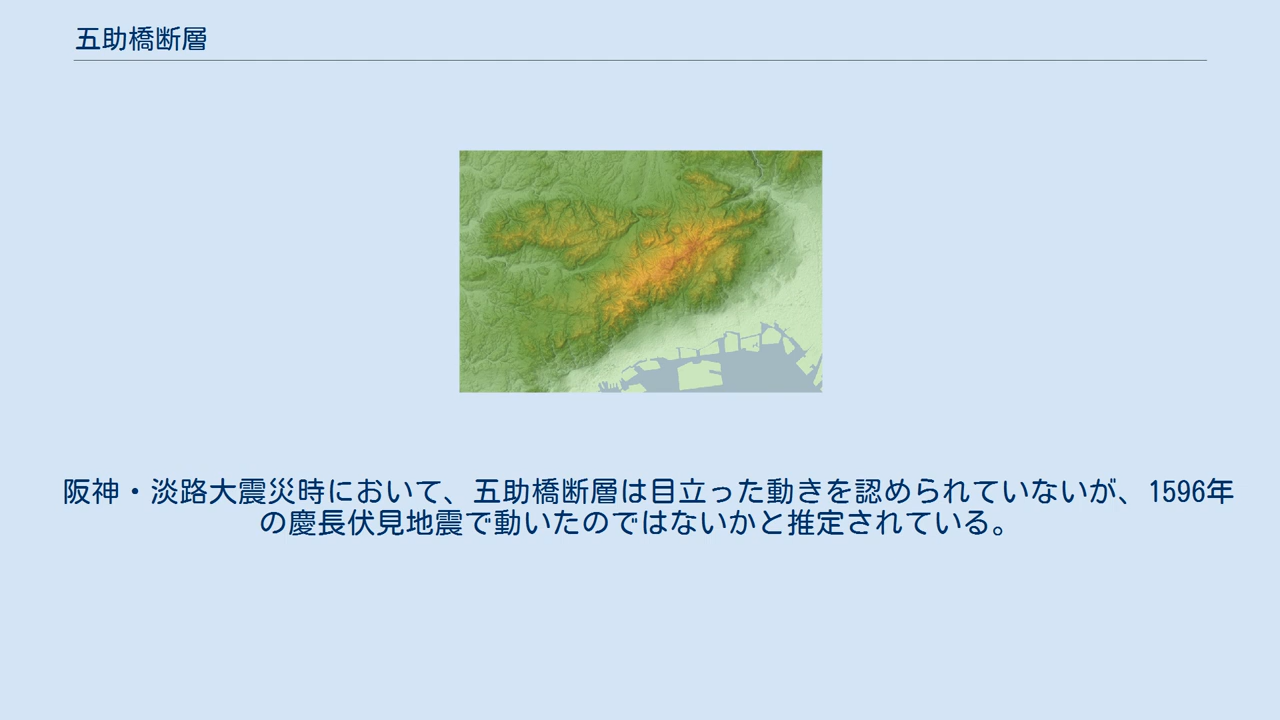 五助橋断層
阪神・淡路大震災時において、五助橋断層は目立った動きを認められていないが、1596年
の慶長伏見地震で動いたのではないかと推定されている。